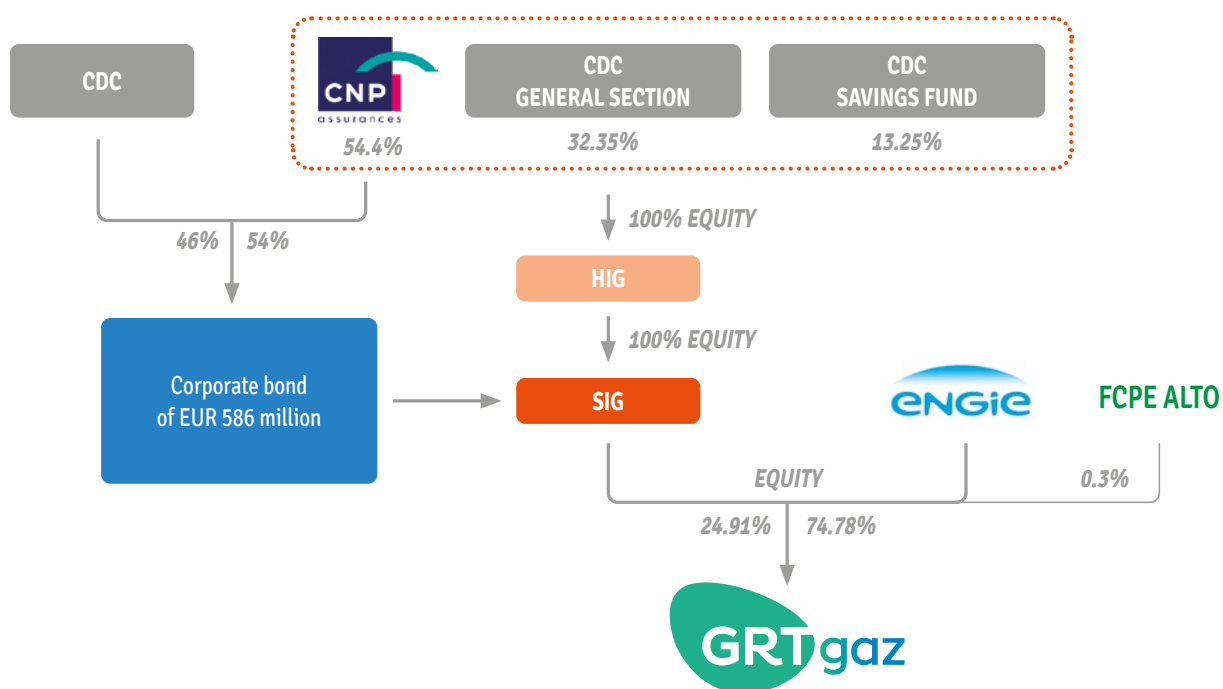 CDC
CNP
assurances
54.4%
CDC
GENERAL SECTION
32.35%
CDC
SAVINGS FUND
13.25%
46%
54%
100% EQUITY
HIG
100% EQUITY
Corporate bond
of EUR 586 million
SIG
ENGIE
FCPE ALTO
EQUITY
0.3%
24.91%
74.78%
GRTgaz